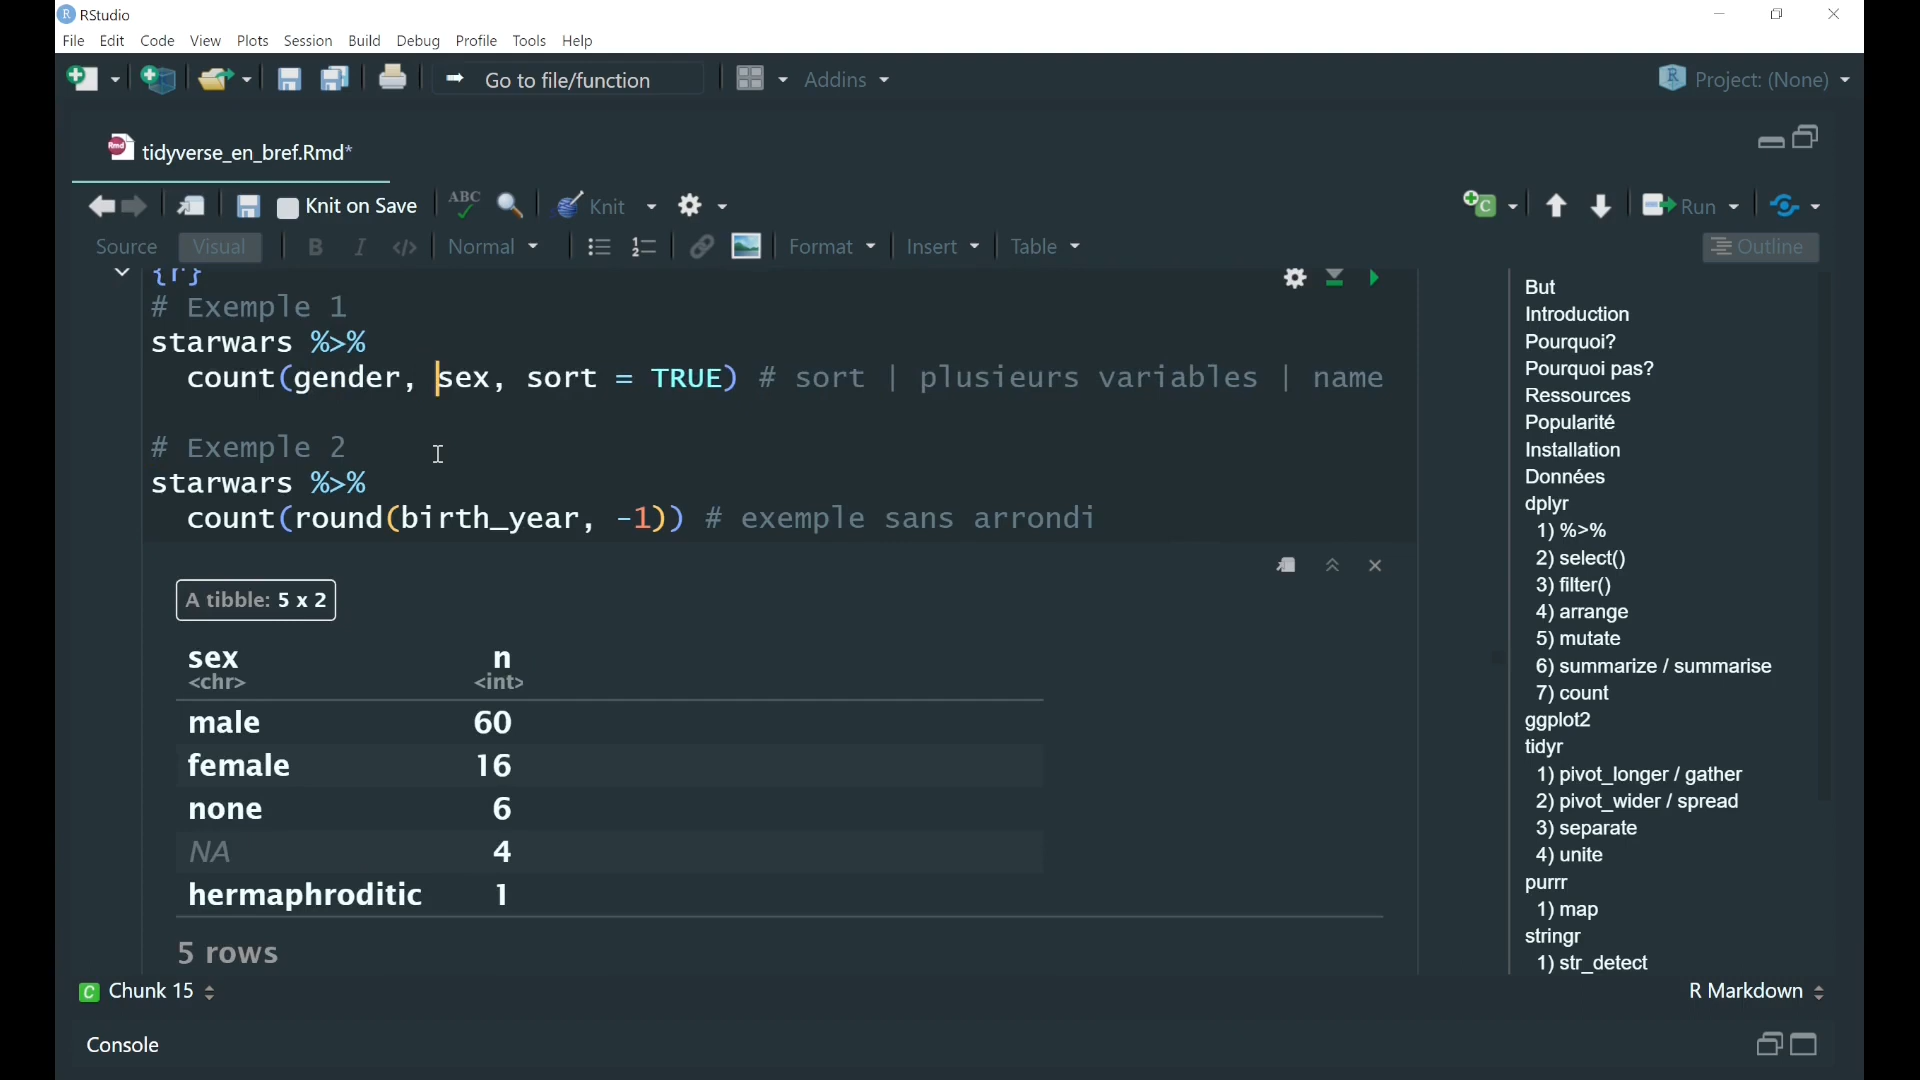 RStudio
File Edit Code View Plots Session Build Debug Profile Tools Help
Go to file/function Addins Project: (None)
tidyverse_en_bref.Rmd*
Knit on Save ABC Knit Run
Source Visual B I </> Normal Format Insert Table Outline
{r}
# Exemple 1
starwars %>%
count(gender, sex, sort = TRUE) # sort | plusieurs variables | name
# Exemple 2
starwars %>%
count(round(birth_year, -1)) # exemple sans arrondi
A tibble: 5 x 2
sex n
<chr> <int>
male 60
female 16
none 6
NA 4
hermaphroditic 1
5 rows
But
Introduction
Pourquoi?
Pourquoi pas?
Ressources
Popularité
Installation
Données
dplyr
1) %>%
2) select()
3) filter()
4) arrange
5) mutate
6) summarize / summarise
7) count
ggplot2
tidyr
1) pivot_longer / gather
2) pivot_wider / spread
3) separate
4) unite
purrr
1) map
stringr
1) str_detect
C Chunk 15 R Markdown
Console